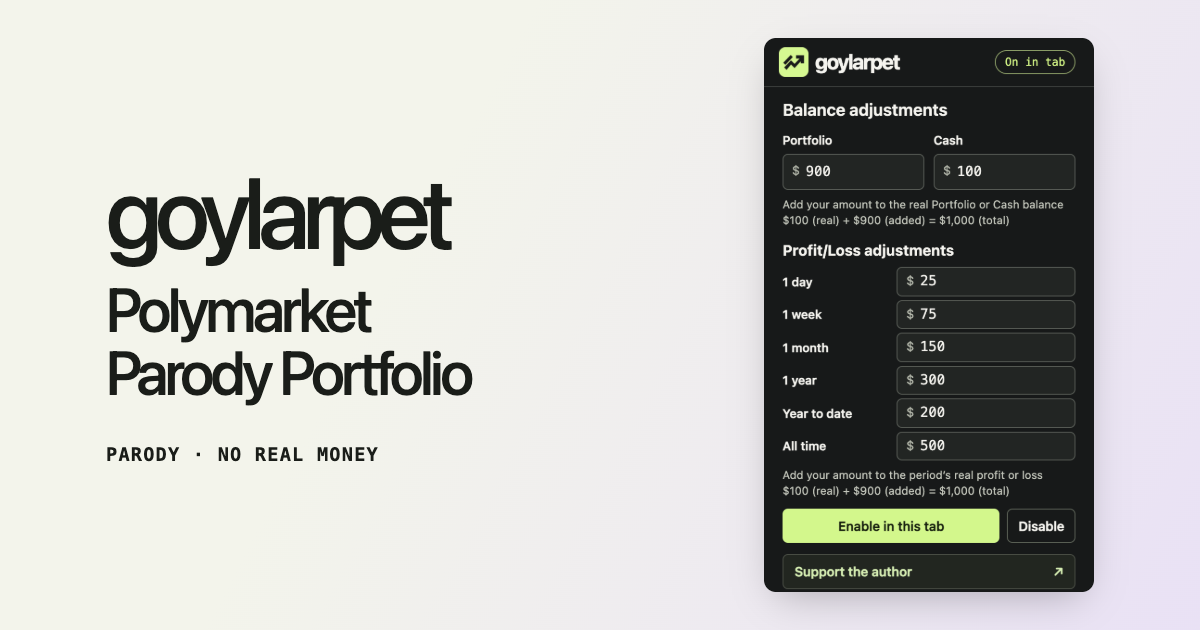 goylarpet
Polymarket
Parody Portfolio
PARODY · NO REAL MONEY
goylarpet
On in tab
Balance adjustments
Portfolio Cash
$ 900 $ 100
Add your amount to the real Portfolio or Cash balance
$100 (real) + $900 (added) = $1,000 (total)
Profit/Loss adjustments
1 day $ 25
1 week $ 75
1 month $ 150
1 year $ 300
Year to date $ 200
All time $ 500
Add your amount to the period's real profit or loss
$100 (real) + $900 (added) = $1,000 (total)
Enable in this tab Disable
Support the author ↗